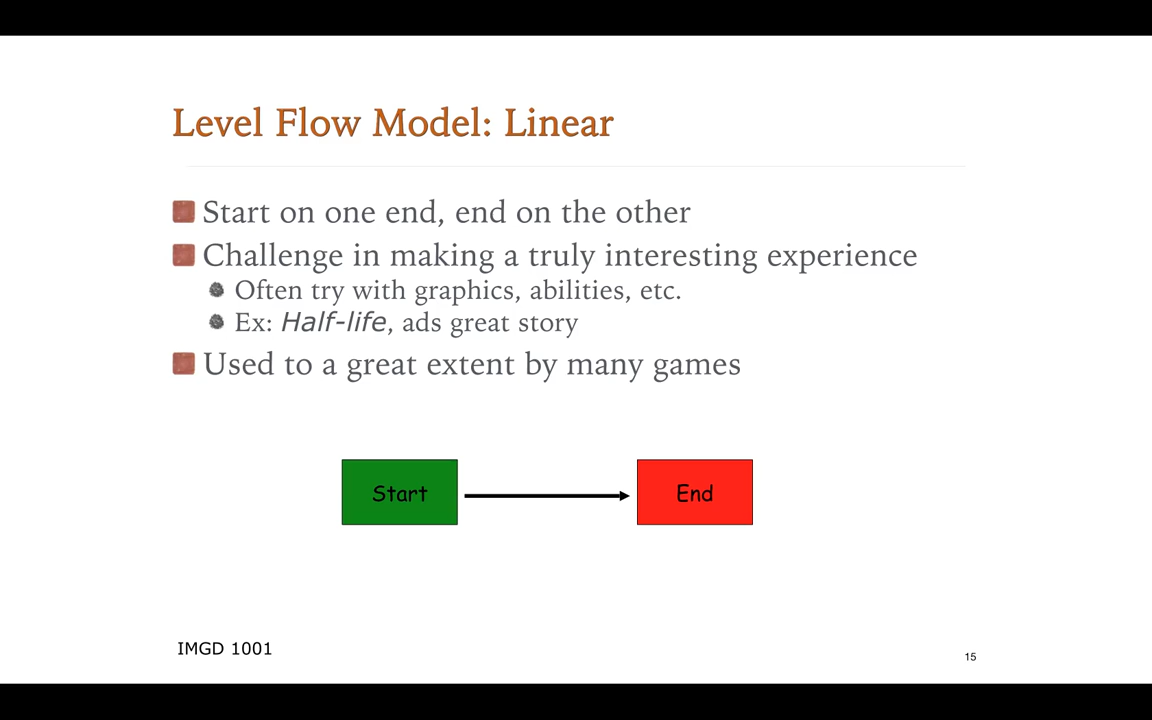 Level Flow Model: Linear
Start on one end, end on the other
Challenge in making a truly interesting experience
Often try with graphics, abilities, etc.
Ex: Half-life, ads great story
Used to a great extent by many games
Start
End
IMGD 1001
15